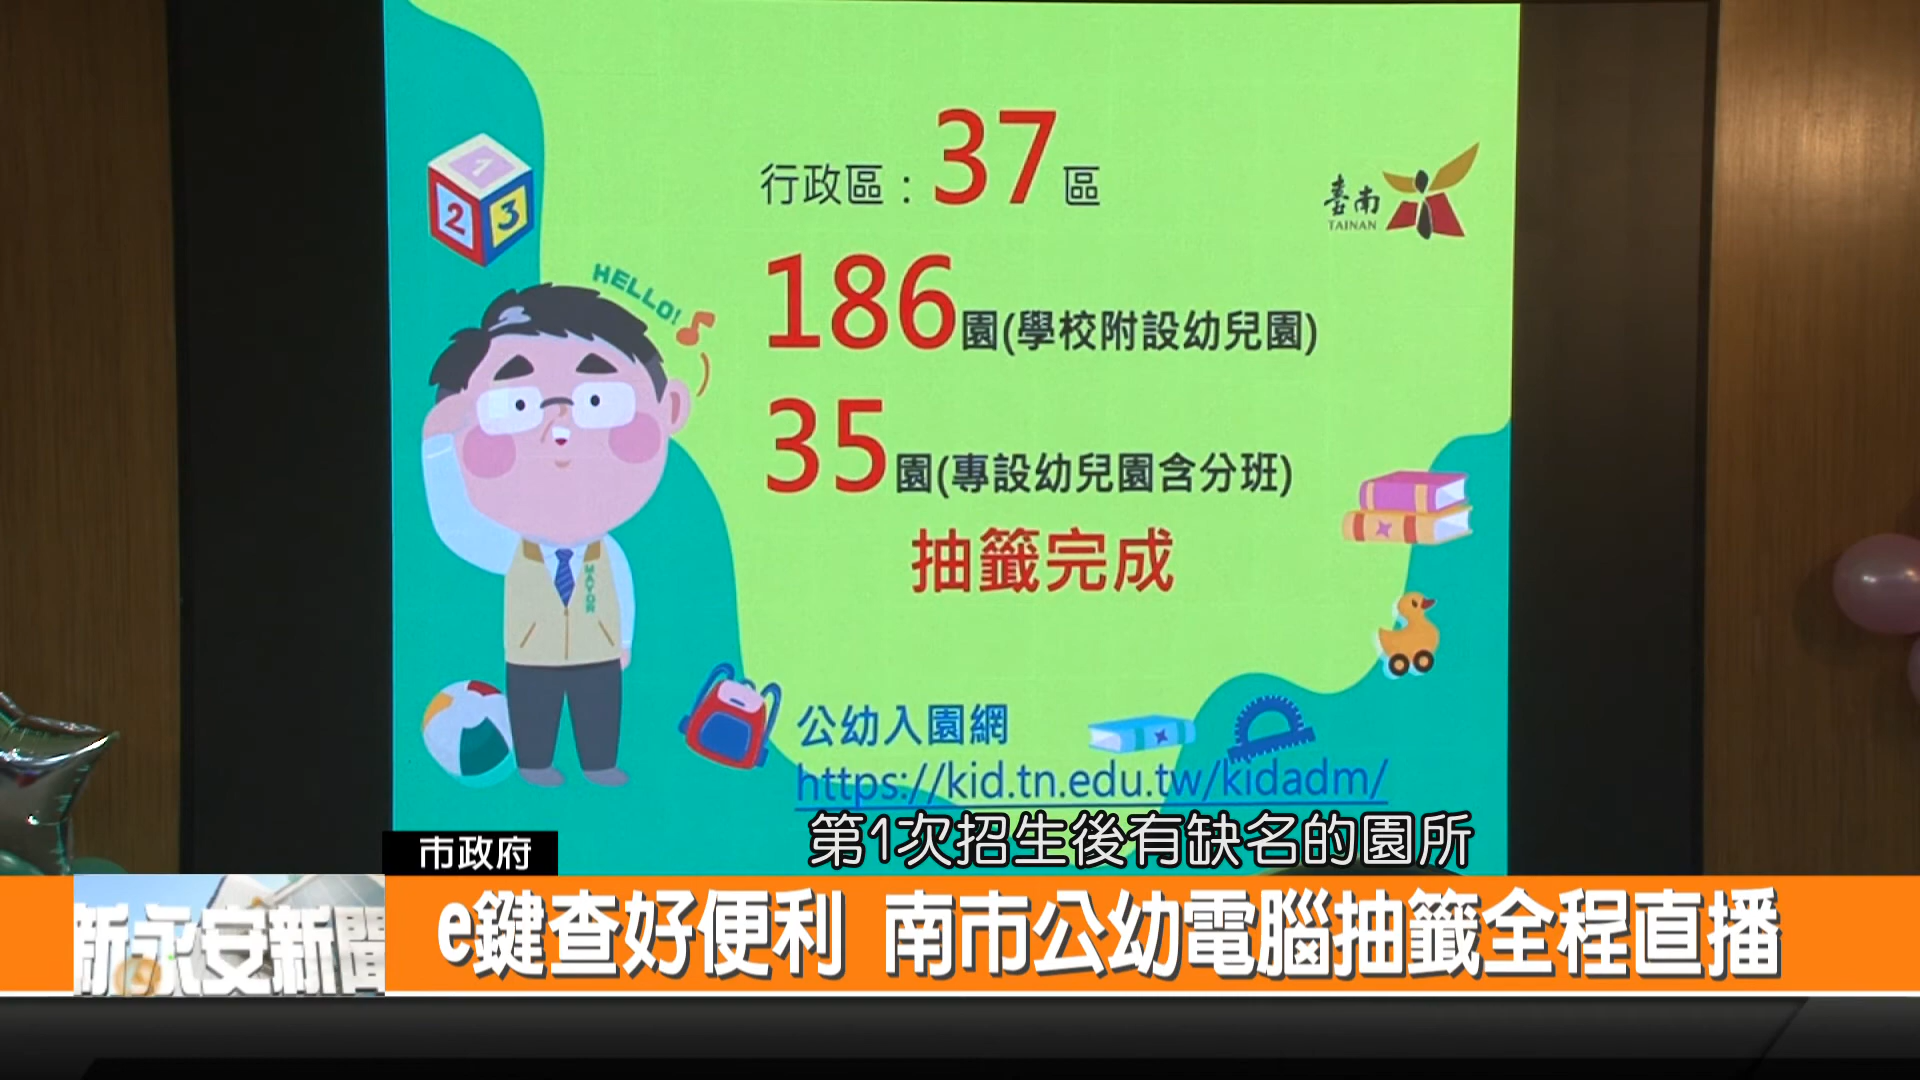 行政區：37區
臺南
TAINAN
1
2
3
HELLO!
186園(學校附設幼兒園)
35園(專設幼兒園含分班)
抽籤完成
MAYOR
公幼入園網
https://kid.tn.edu.tw/kidadm/
第1次招生後有缺名的園所
市政府
新永安新聞
e鍵查好便利 南市公幼電腦抽籤全程直播